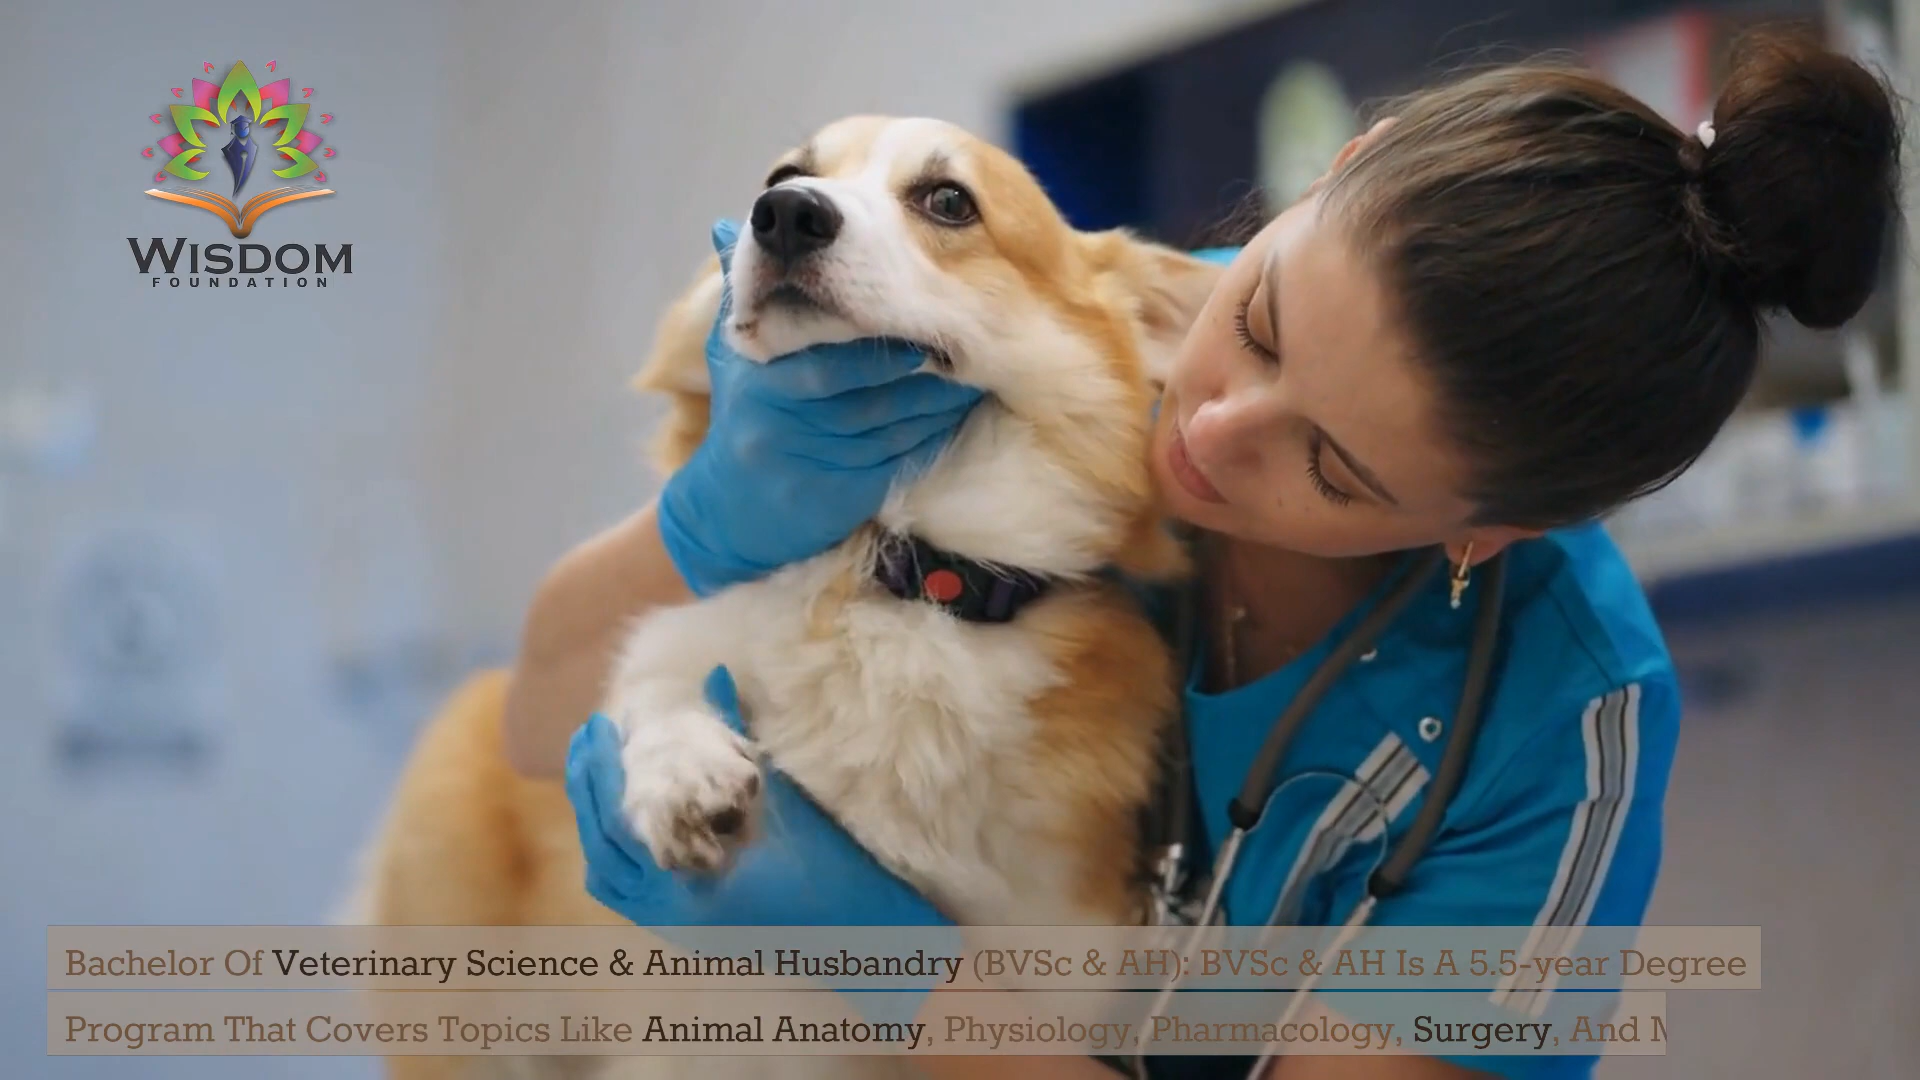 WISDOM
FOUNDATION
Bachelor Of Veterinary Science & Animal Husbandry (BVSc & AH): BVSc & AH Is A 5.5-year Degree
Program That Covers Topics Like Animal Anatomy, Physiology, Pharmacology, Surgery, And